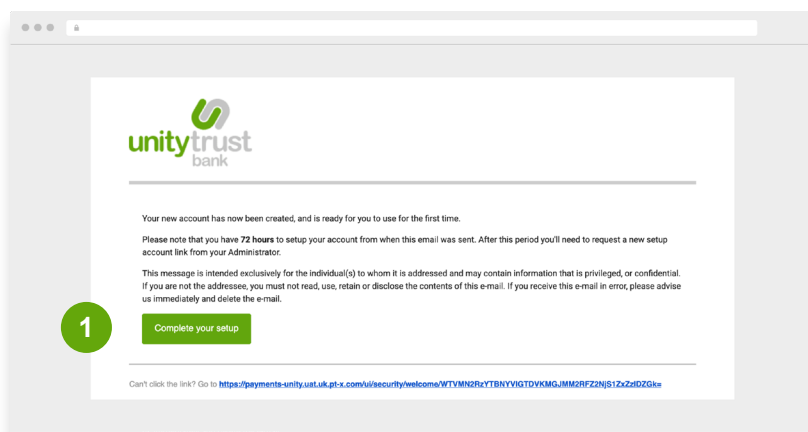 unitytrust
bank
Your new account has now been created, and is ready for you to use for the first time.
Please note that you have 72 hours to setup your account from when this email was sent. After this period you'll need to request a new setup
account link from your Administrator.
This message is intended exclusively for the individual(s) to whom it is addressed and may contain information that is privileged, or confidential.
If you are not the addressee, you must not read, use, retain or disclose the contents of this e-mail. If you receive this e-mail in error, please advise
us immediately and delete the e-mail.
1
Complete your setup
Can't click the link? Go to https://payments-unity.uat.uk.pt-x.com/ui/security/welcome/WTVMN2RzYTBNYVlGTDVKMGJMM2RFZ2NjS1ZxZzlDZGk=